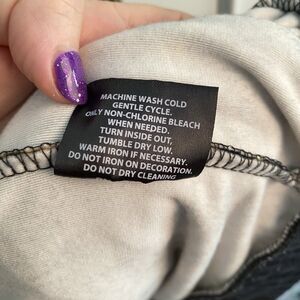 MACHINE WASH COLD
GENTLE CYCLE.
ONLY NON-CHLORINE BLEACH
WHEN NEEDED.
TURN INSIDE OUT,
TUMBLE DRY LOW.
WARM IRON IF NECESSARY.
DO NOT IRON ON DECORATION.
DO NOT DRY CLEANING